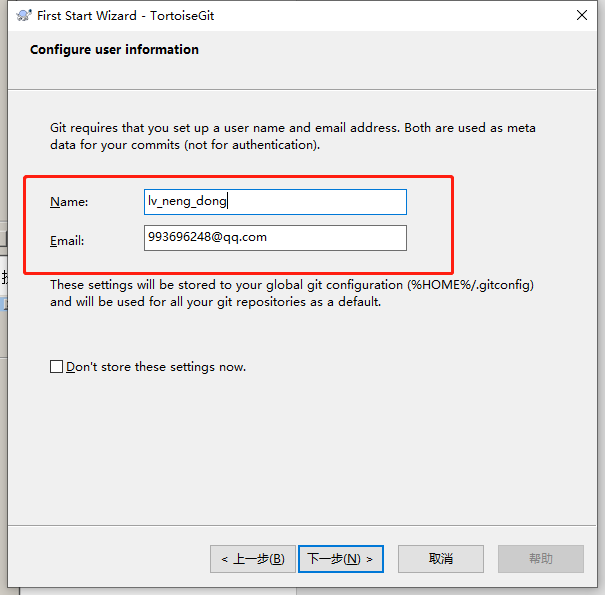 First Start Wizard - TortoiseGit
Configure user information
Git requires that you set up a user name and email address. Both are used as meta
data for your commits (not for authentication).
Name:
lv_neng_dong
Email:
993696248@qq.com
These settings will be stored to your global git configuration (%HOME%/.gitconfig)
and will be used for all your git repositories as a default.
Don't store these settings now.
< 上一步(B) 下一步(N) > 取消 帮助